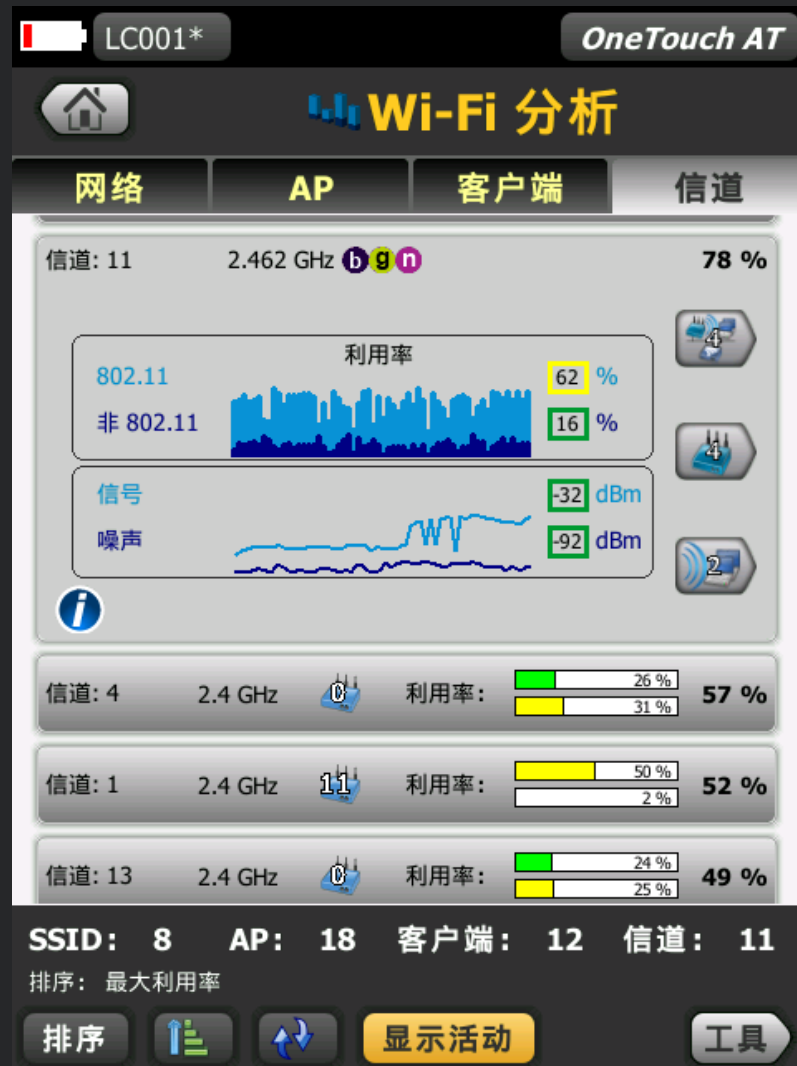 LC001* OneTouch AT
Wi-Fi 分析
网络 AP 客户端 信道
信道: 11 2.462 GHz b g n 78 %
4
利用率
802.11 62 %
非 802.11 16 %
4
信号 -32 dBm
噪声 -92 dBm
2
i
信道: 4 2.4 GHz 0 利用率: 26 % 31 % 57 %
信道: 1 2.4 GHz 11 利用率: 50 % 2 % 52 %
信道: 13 2.4 GHz 0 利用率: 24 % 25 % 49 %
SSID: 8 AP: 18 客户端: 12 信道: 11
排序: 最大利用率
排序 显示活动 工具